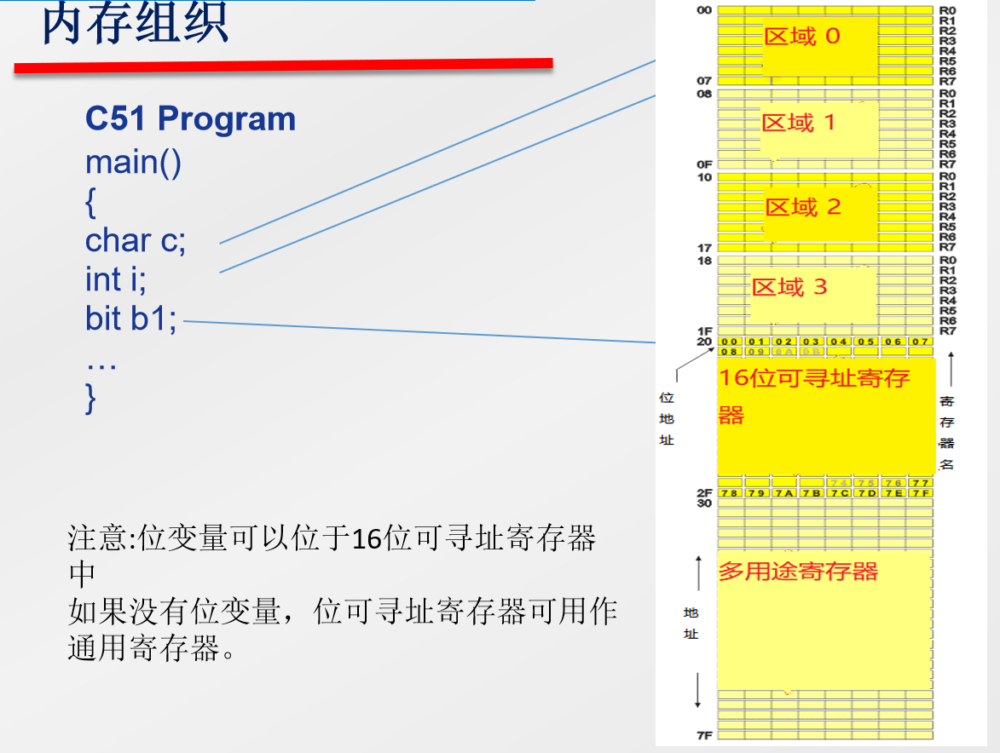 内存组织
C51 Program
main()
{
char c;
int i;
bit b1;
…
}
注意:位变量可以位于16位可寻址寄存器
中
如果没有位变量，位可寻址寄存器可用作
通用寄存器。
00
R0
R1
R2
R3
R4
R5
R6
07 R7
区域 0
08 R0
R1
R2
R3
R4
R5
R6
0F R7
区域 1
10 R0
R1
R2
R3
R4
R5
R6
17 R7
区域 2
18 R0
R1
R2
R3
R4
R5
R6
1F R7
区域 3
20 00 01 02 03 04 05 06 07
08 09 0A 0B
16位可寻址寄存
器
位
地
址
寄
存
器
名
74 75 76 77
2F 78 79 7A 7B 7C 7D 7E 7F
30
多用途寄存器
地
址
7F